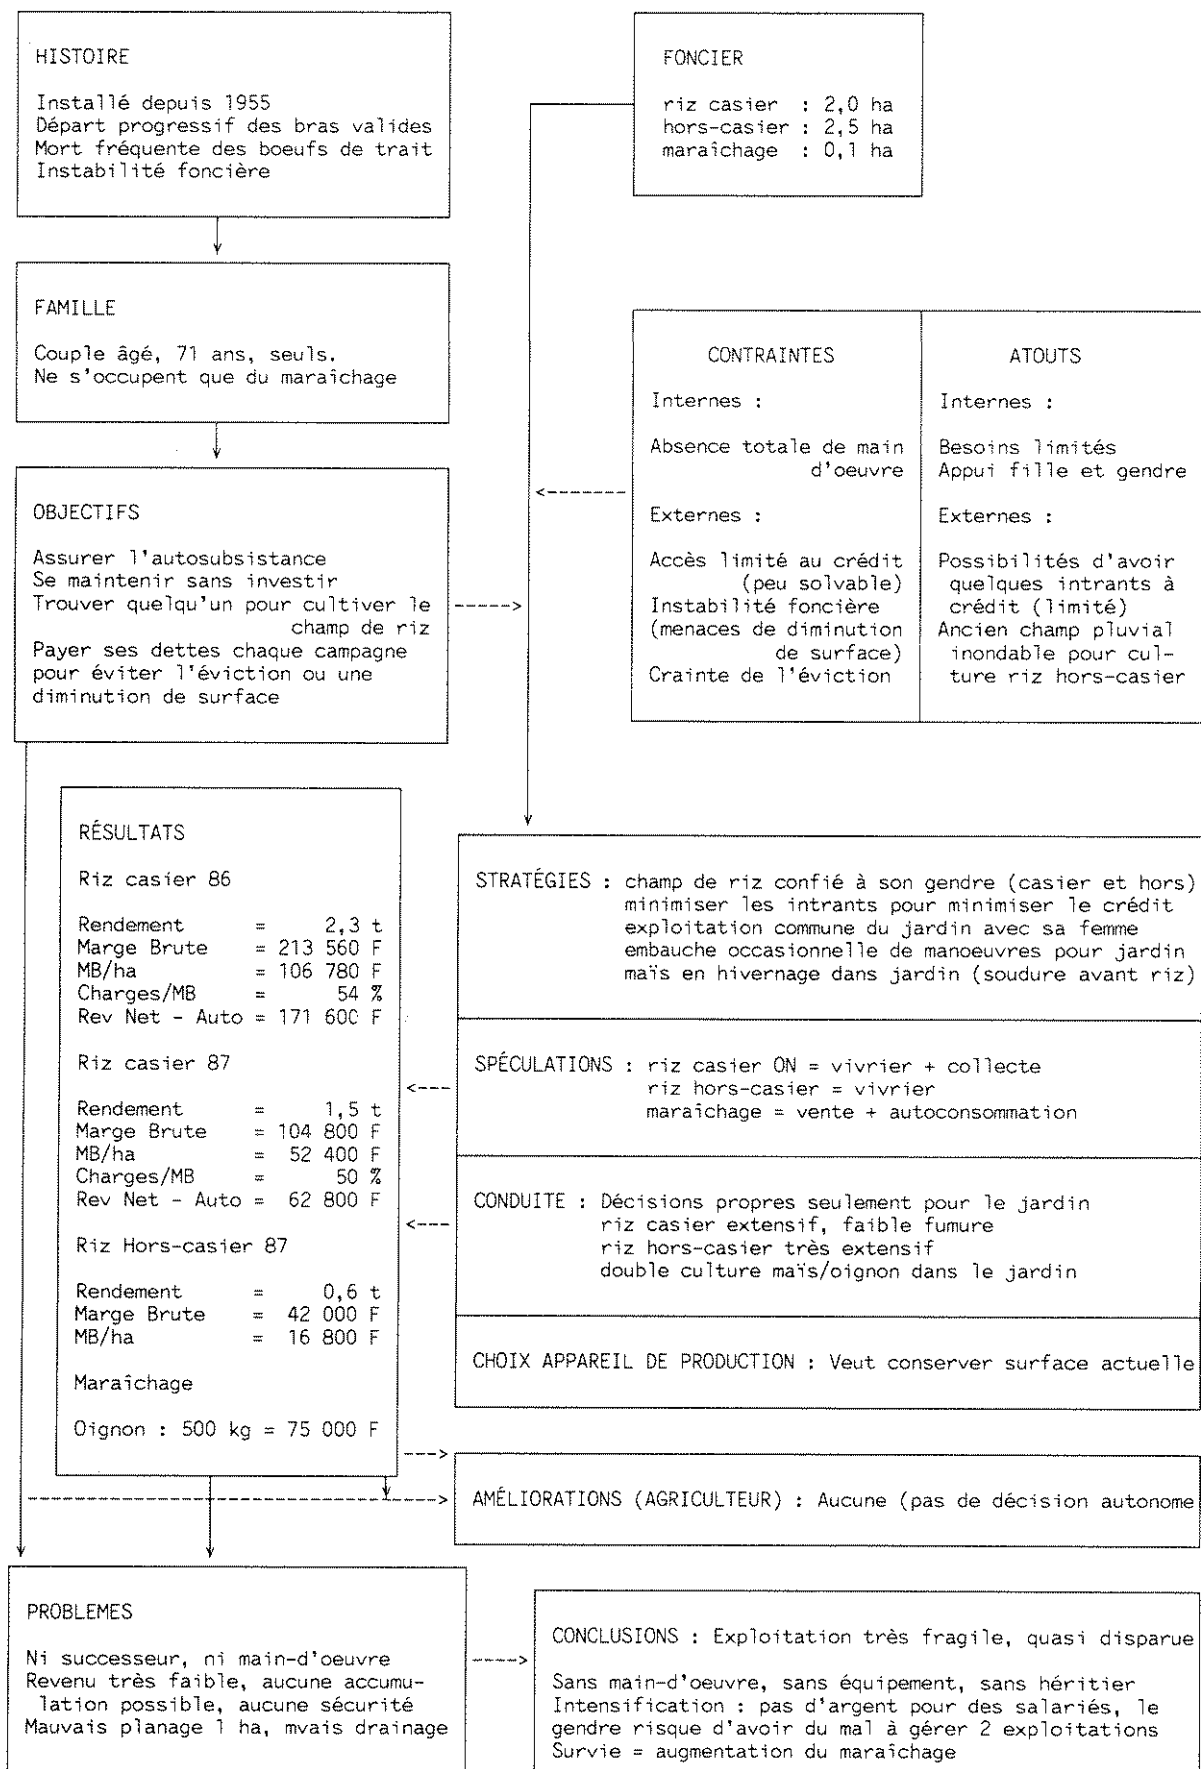 HISTOIRE
Installé depuis 1955
Départ progressif des bras valides
Mort fréquente des boeufs de trait
Instabilité foncière
FONCIER
riz casier : 2,0 ha
hors-casier : 2,5 ha
maraîchage : 0,1 ha
FAMILLE
Couple âgé, 71 ans, seuls.
Ne s'occupent que du maraîchage
OBJECTIFS
Assurer l'autosubsistance
Se maintenir sans investir
Trouver quelqu'un pour cultiver le
champ de riz
Payer ses dettes chaque campagne
pour éviter l'éviction ou une
diminution de surface
CONTRAINTES
Internes :
Absence totale de main
d'oeuvre
Externes :
Accès limité au crédit
(peu solvable)
Instabilité foncière
(menaces de diminution
de surface)
Crainte de l'éviction
ATOUTS
Internes :
Besoins limités
Appui fille et gendre
Externes :
Possibilités d'avoir
quelques intrants à
crédit (limité)
Ancien champ pluvial
inondable pour cul-
ture riz hors-casier
RÉSULTATS
Riz casier 86
Rendement = 2,3 t
Marge Brute = 213 560 F
MB/ha = 106 780 F
Charges/MB = 54 %
Rev Net - Auto = 171 600 F
Riz casier 87
Rendement = 1,5 t
Marge Brute = 104 800 F
MB/ha = 52 400 F
Charges/MB = 50 %
Rev Net - Auto = 62 800 F
Riz Hors-casier 87
Rendement = 0,6 t
Marge Brute = 42 000 F
MB/ha = 16 800 F
Maraîchage
Oignon : 500 kg = 75 000 F
STRATÉGIES : champ de riz confié à son gendre (casier et hors)
minimiser les intrants pour minimiser le crédit
exploitation commune du jardin avec sa femme
embauche occasionnelle de manoeuvres pour jardin
maïs en hivernage dans jardin (soudure avant riz)
SPÉCULATIONS : riz casier ON = vivrier + collecte
riz hors-casier = vivrier
maraîchage = vente + autoconsommation
CONDUITE : Décisions propres seulement pour le jardin
riz casier extensif, faible fumure
riz hors-casier très extensif
double culture maïs/oignon dans le jardin
CHOIX APPAREIL DE PRODUCTION : Veut conserver surface actuelle
AMÉLIORATIONS (AGRICULTEUR) : Aucune (pas de décision autonome
PROBLEMES
Ni successeur, ni main-d'oeuvre
Revenu très faible, aucune accumu-
lation possible, aucune sécurité
Mauvais planage 1 ha, mvais drainage
CONCLUSIONS : Exploitation très fragile, quasi disparue
Sans main-d'oeuvre, sans équipement, sans héritier
Intensification : pas d'argent pour des salariés, le
gendre risque d'avoir du mal à gérer 2 exploitations
Survie = augmentation du maraîchage